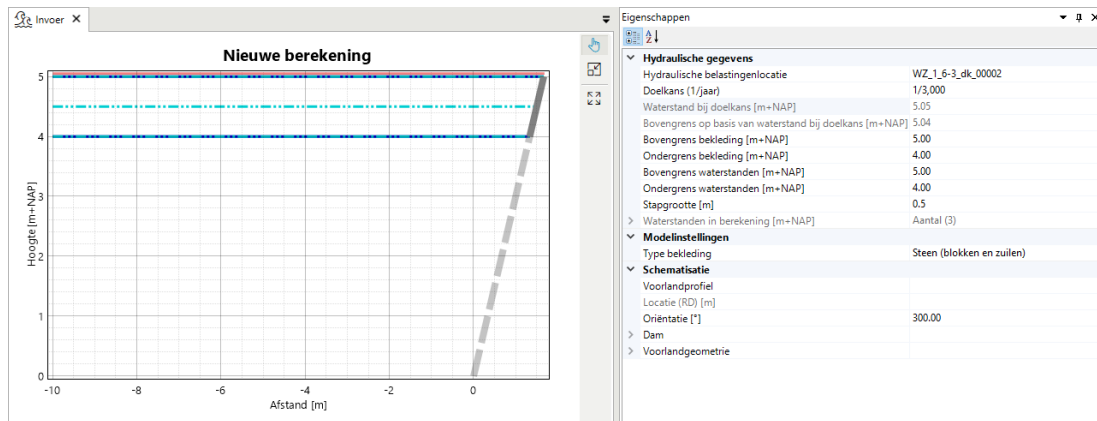 Invoer
Nieuwe berekening
5
4
3
2
1
0
Hoogte [m+NAP]
-10 -8 -6 -4 -2 0
Afstand [m]
Eigenschappen
Hydraulische gegevens
Hydraulische belastingenlocatie WZ_1_6-3_dk_00002
Doelkans (1/jaar) 1/3,000
Waterstand bij doelkans [m+NAP] 5.05
Bovengrens op basis van waterstand bij doelkans [m+NAP] 5.04
Bovengrens bekleding [m+NAP] 5.00
Ondergrens bekleding [m+NAP] 4.00
Bovengrens waterstanden [m+NAP] 5.00
Ondergrens waterstanden [m+NAP] 4.00
Stapgrootte [m] 0.5
Waterstanden in berekening [m+NAP] Aantal (3)
Modelinstellingen
Type bekleding Steen (blokken en zuilen)
Schematisatie
Voorlandprofiel
Locatie (RD) [m]
Oriëntatie [°] 300.00
Dam
Voorlandgeometrie